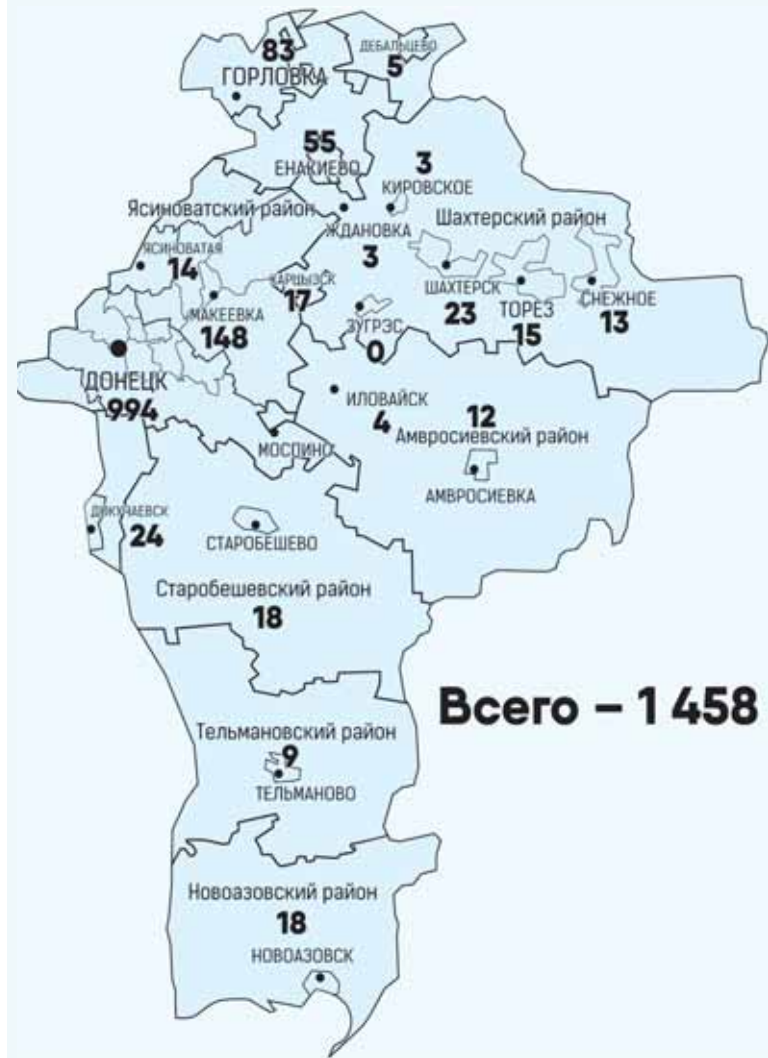 83
ГОРЛОВКА
ДЕБАЛЬЦЕВО
5
55
ЕНАКИЕВО
3
КИРОВСКОЕ
Ясиноватский район
ЖДАНОВКА
3
Шахтерский район
ЯСИНОВАТАЯ
14
МАКЕЕВКА
148
ХАРЦЫЗСК
17
ЗУГРЭС
0
ШАХТЕРСК
23
ТОРЕЗ
15
СНЕЖНОЕ
13
ДОНЕЦК
994
ИЛОВАЙСК
4
12
Амвросиевский район
АМВРОСИЕВКА
МОСПИНО
ДОКУЧАЕВСК
24
СТАРОБЕШЕВО
Старобешевский район
18
Всего – 1 458
Тельмановский район
9
ТЕЛЬМАНОВО
Новоазовский район
18
НОВОАЗОВСК